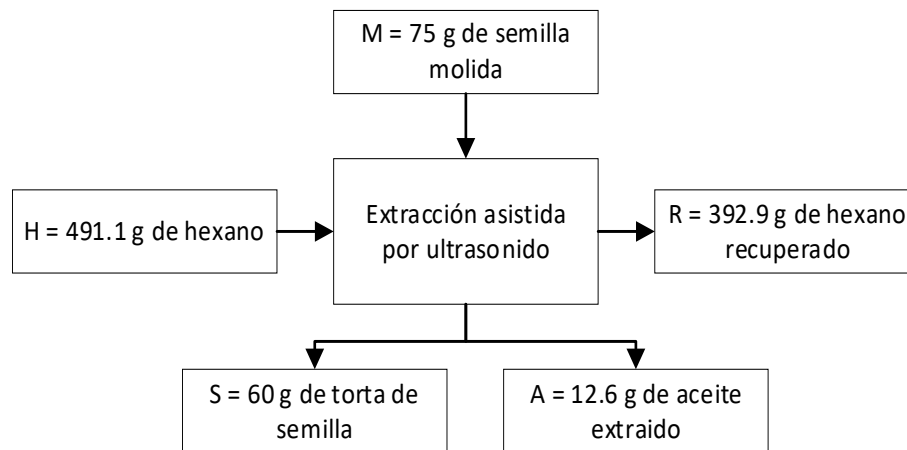 M = 75 g de semilla
molida
H = 491.1 g de hexano
Extracción asistida
por ultrasonido
R = 392.9 g de hexano
recuperado
S = 60 g de torta de
semilla
A = 12.6 g de aceite
extraido